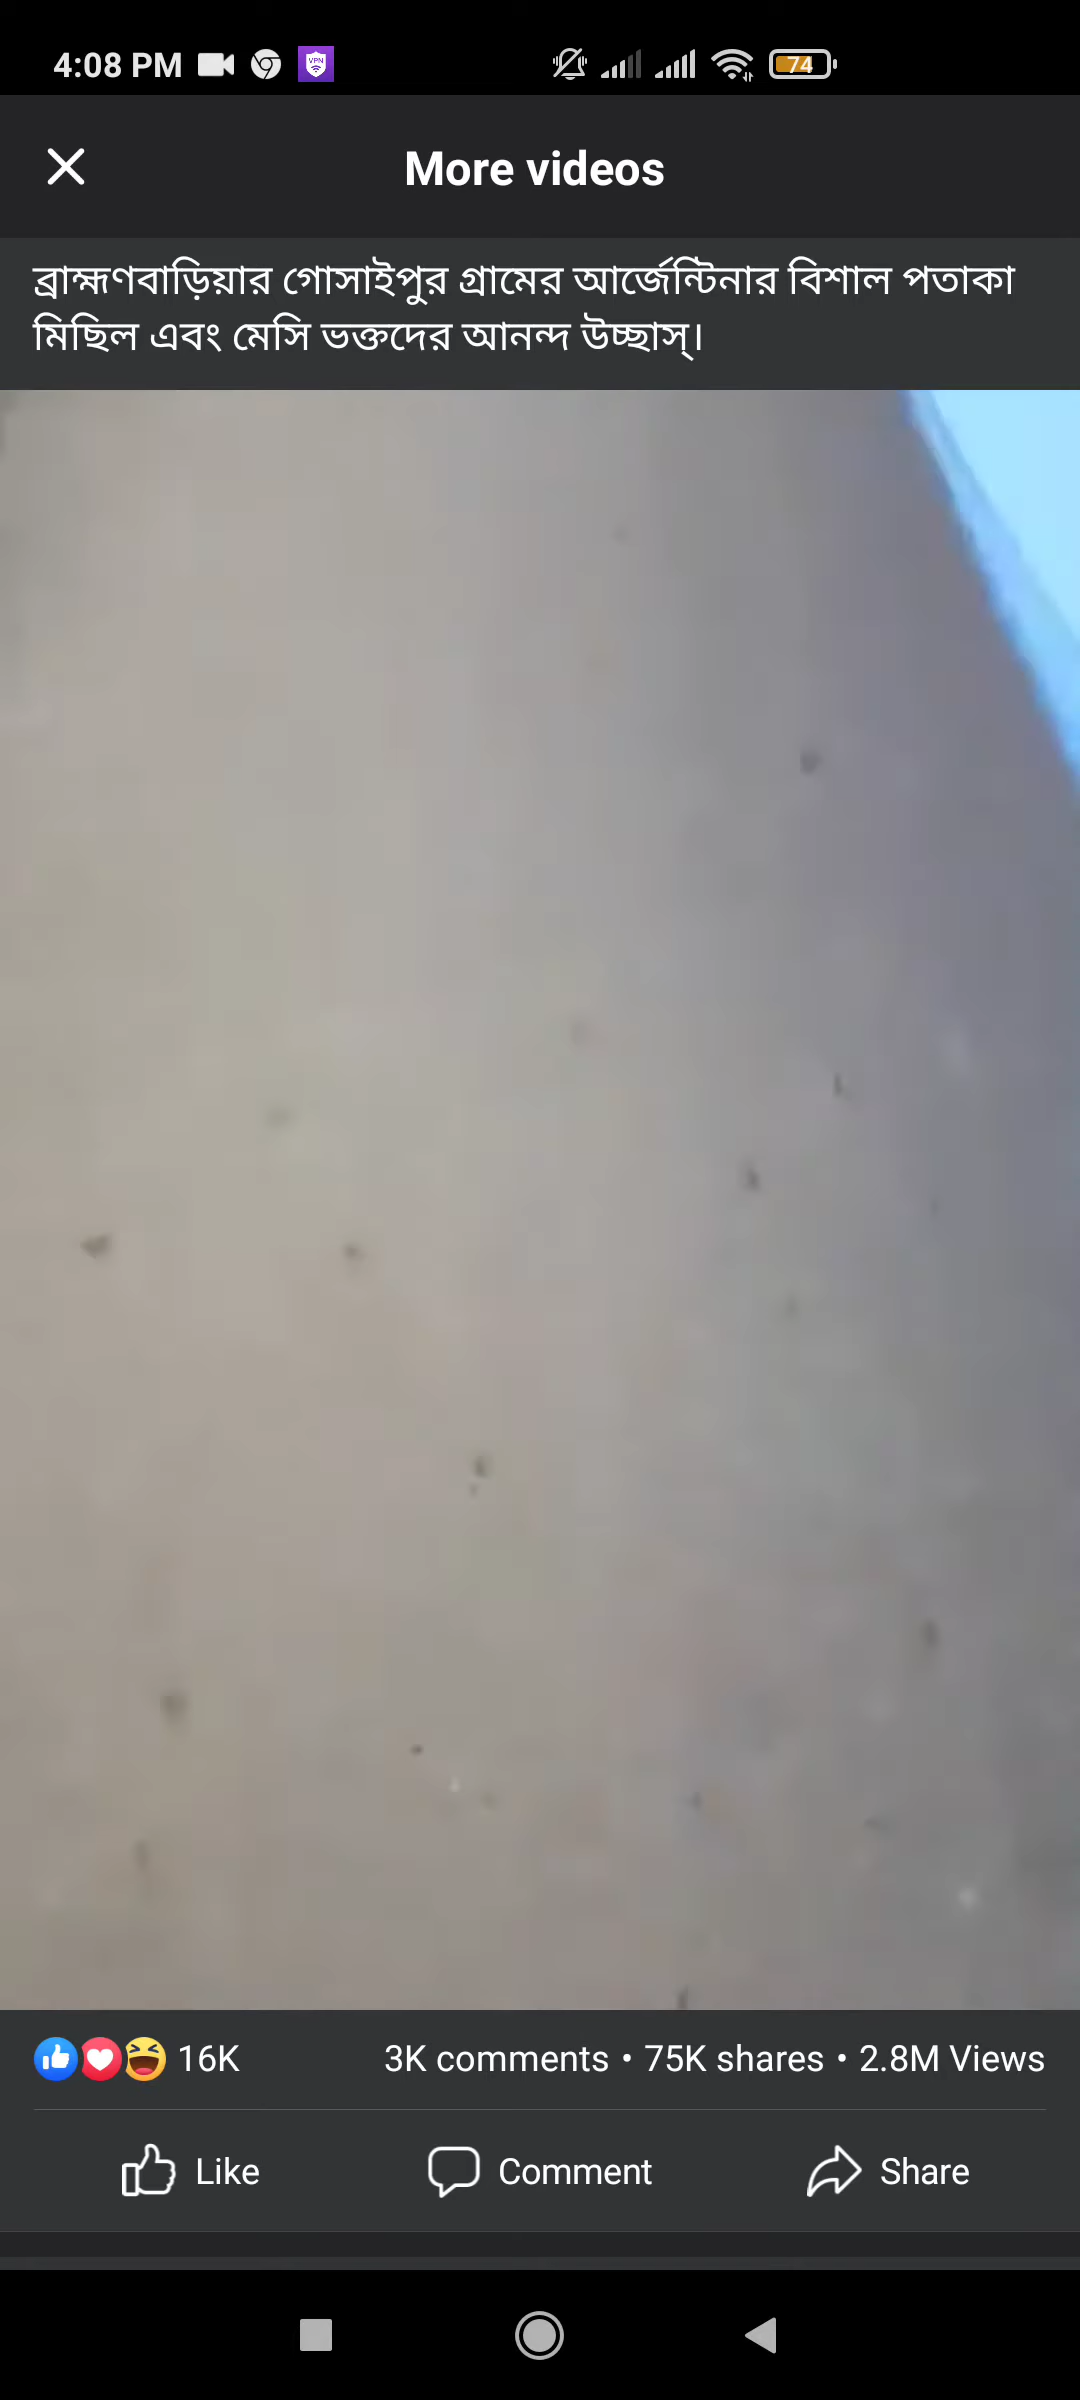 4:08 PM VPN 74
More videos
ব্রাহ্মণবাড়িয়ার গোসাইপুর গ্রামের আর্জেন্টিনার বিশাল পতাকা
মিছিল এবং মেসি ভক্তদের আনন্দ উচ্ছাস্।
16K 3K comments • 75K shares • 2.8M Views
Like Comment Share